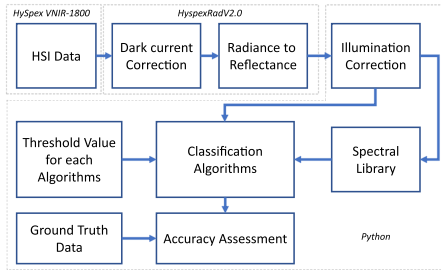 HySpex VNIR-1800
HyspexRadV2.0
HSI Data
Dark current
Correction
Radiance to
Reflectance
Illumination
Correction
Threshold Value
for each
Algorithms
Classification
Algorithms
Spectral
Library
Ground Truth
Data
Accuracy Assessment
Python